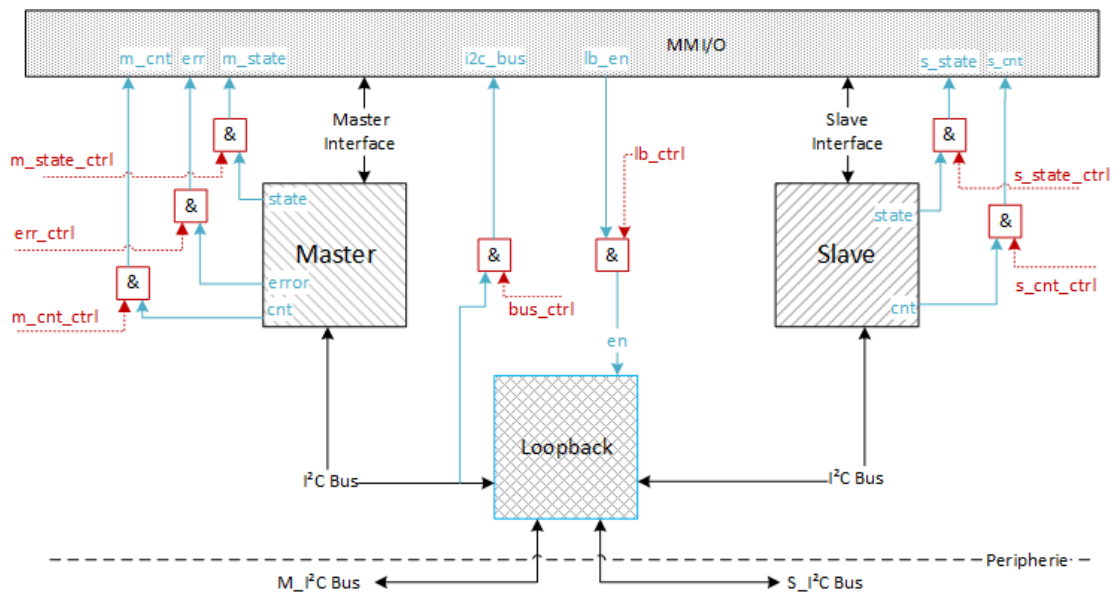 MMI/O
m_cnt err m_state i2c_bus lb_en s_state s_cnt
& Master Interface Slave Interface &
m_state_ctrl lb_ctrl s_state_ctrl
& state state &
err_ctrl Master & & Slave
& error s_cnt_ctrl
m_cnt_ctrl cnt bus_ctrl cnt
en
Loopback
I²C Bus I²C Bus
Peripherie
M_I²C Bus S_I²C Bus